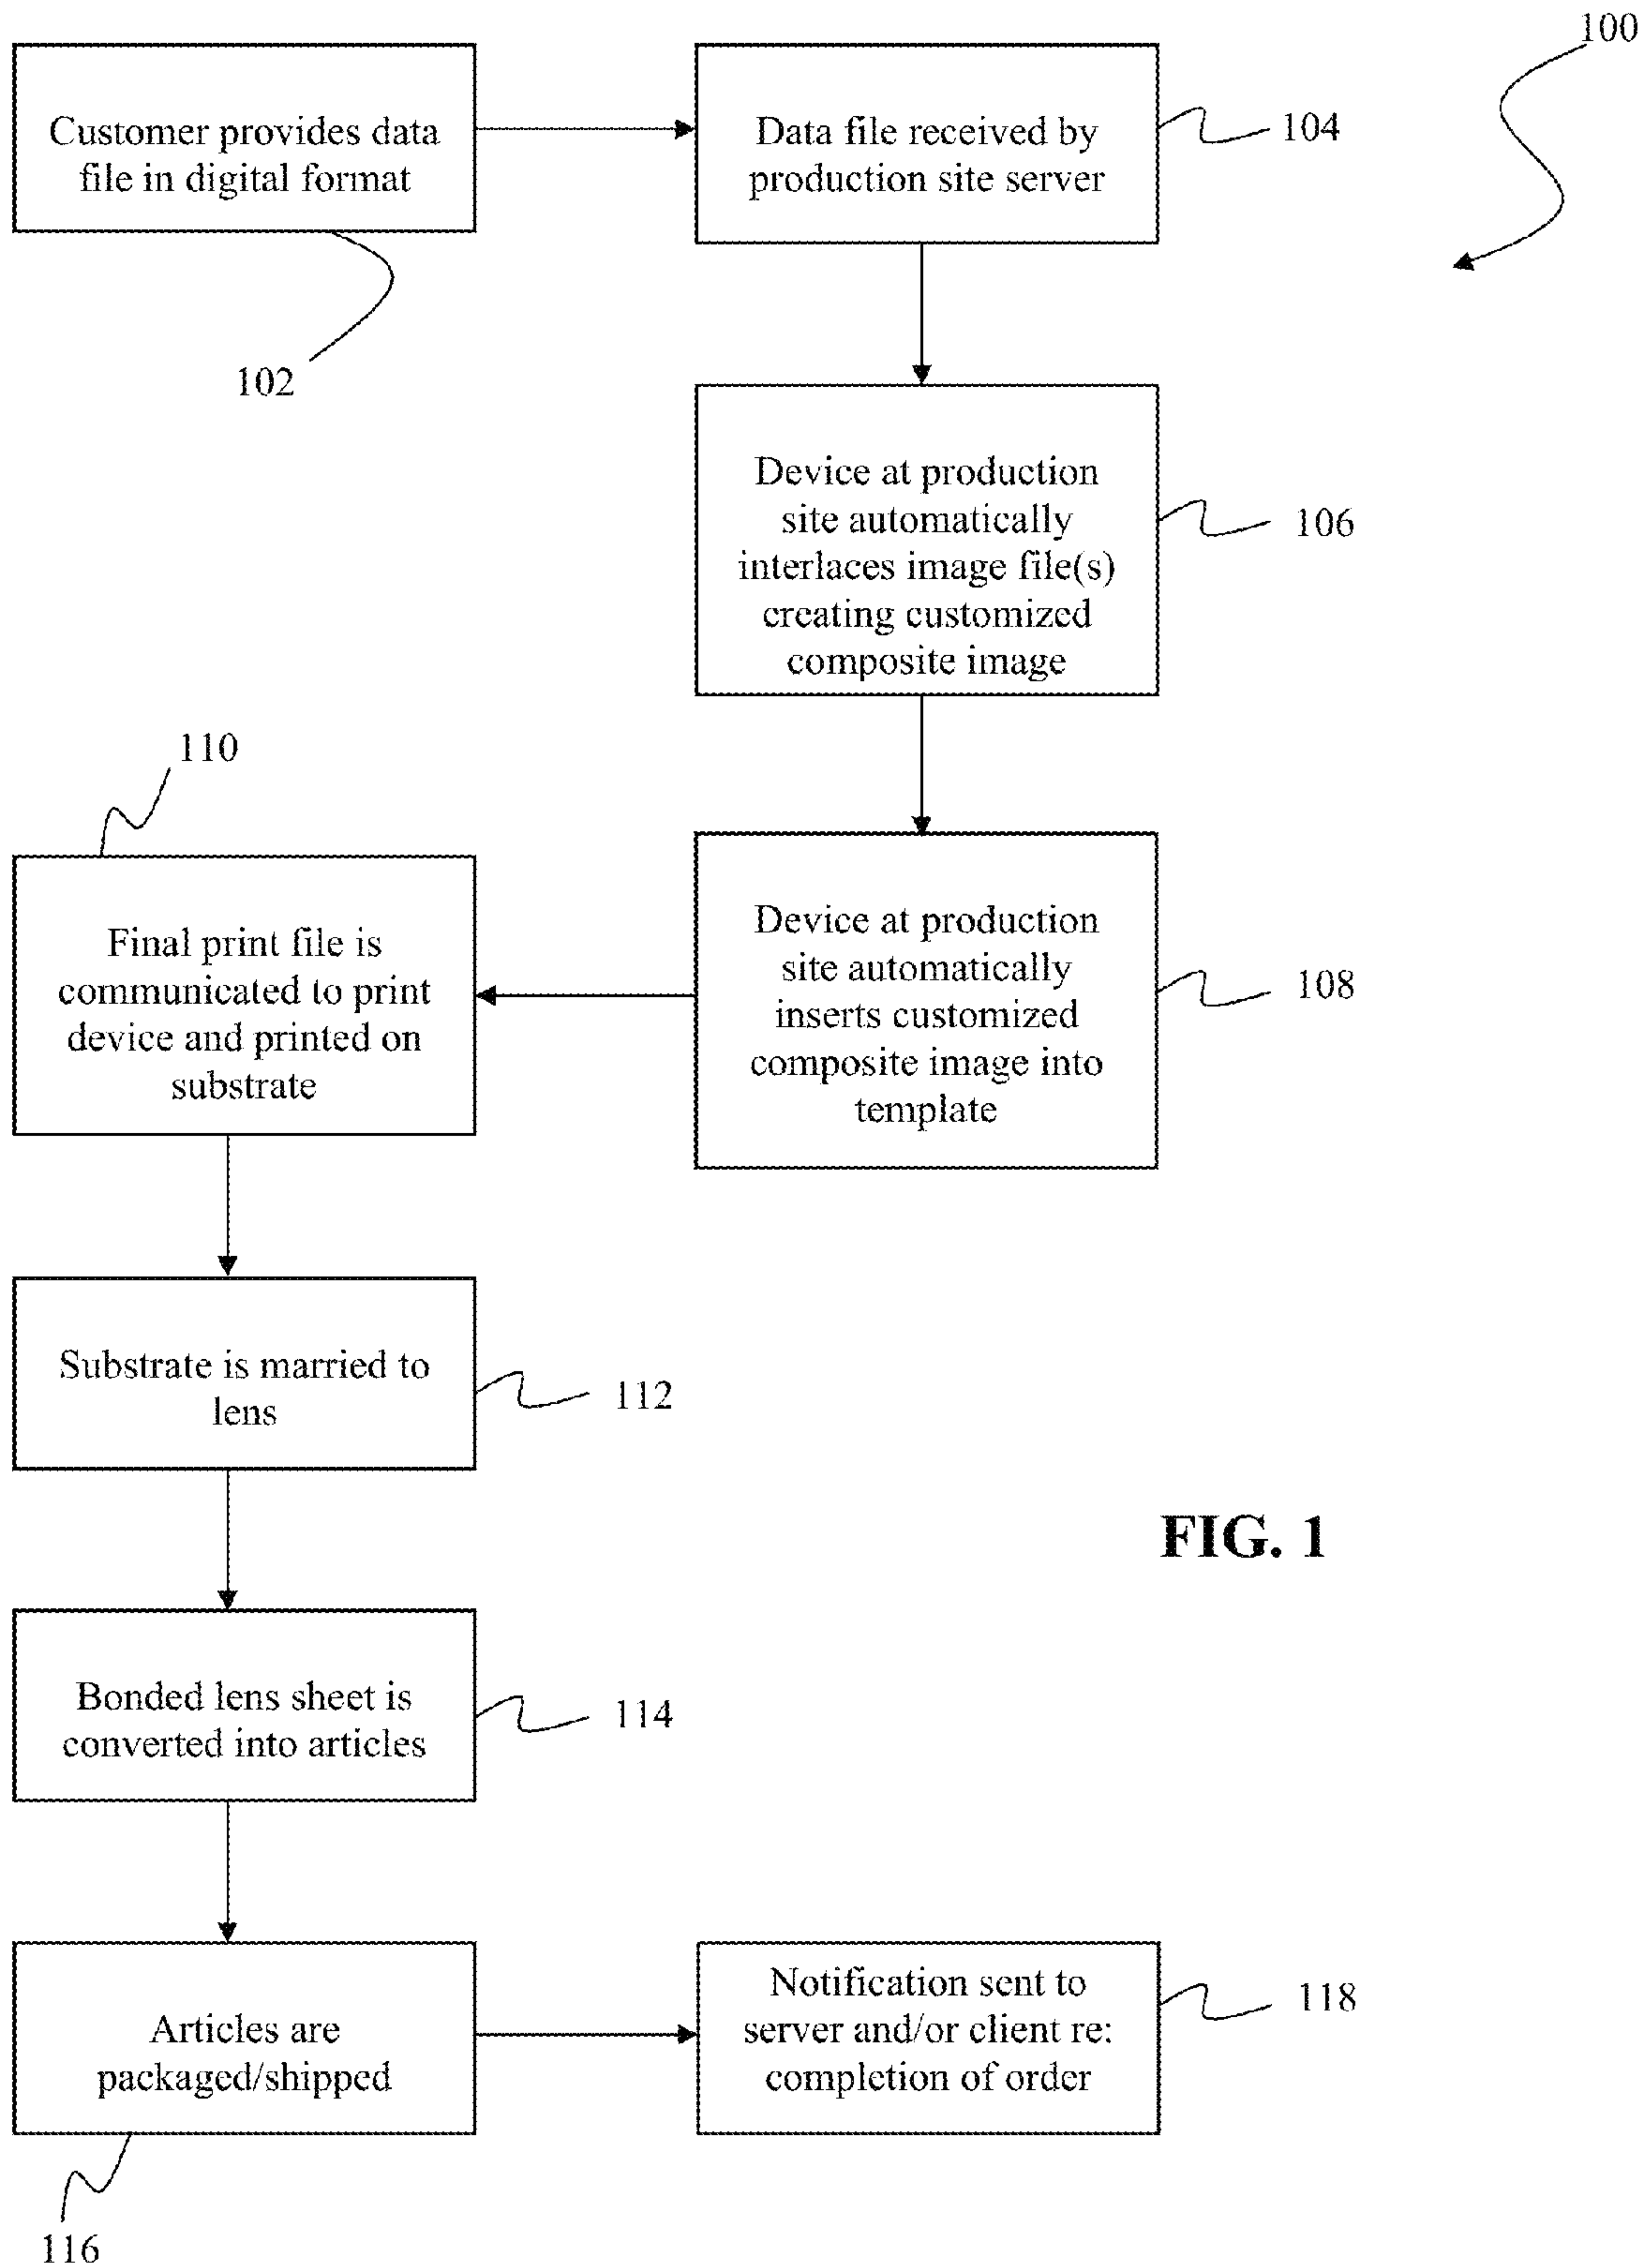 100
Customer provides data
file in digital format
102
Data file received by
production site server
104
Device at production
site automatically
interlaces image file(s)
creating customized
composite image
106
Device at production
site automatically
inserts customized
composite image into
template
108
110
Final print file is
communicated to print
device and printed on
substrate
Substrate is married to
lens
112
FIG. 1
Bonded lens sheet is
converted into articles
114
Articles are
packaged/shipped
116
Notification sent to
server and/or client re:
completion of order
118